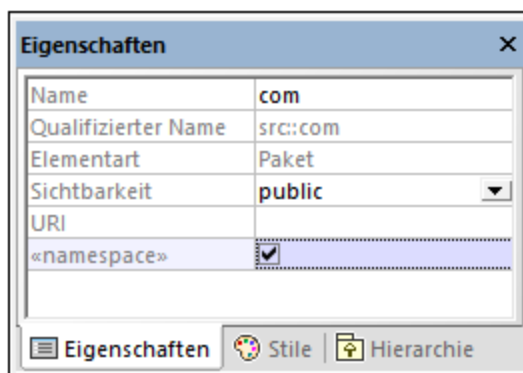 Eigenschaften
Name com
Qualifizierter Name src::com
Elementart Paket
Sichtbarkeit public
URI
«namespace»
Eigenschaften Stile Hierarchie